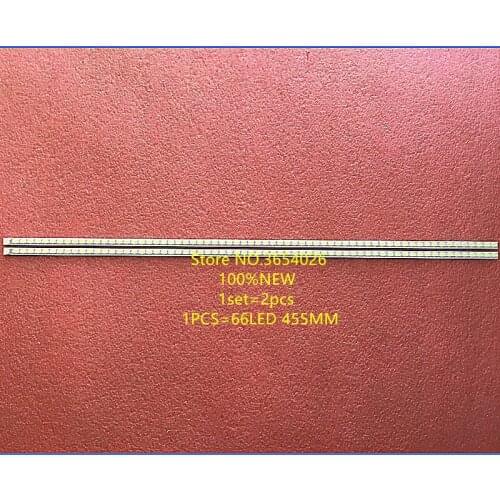 Store NO.3654026
100%NEW
1set=2pcs
1PCS=66LED 455MM